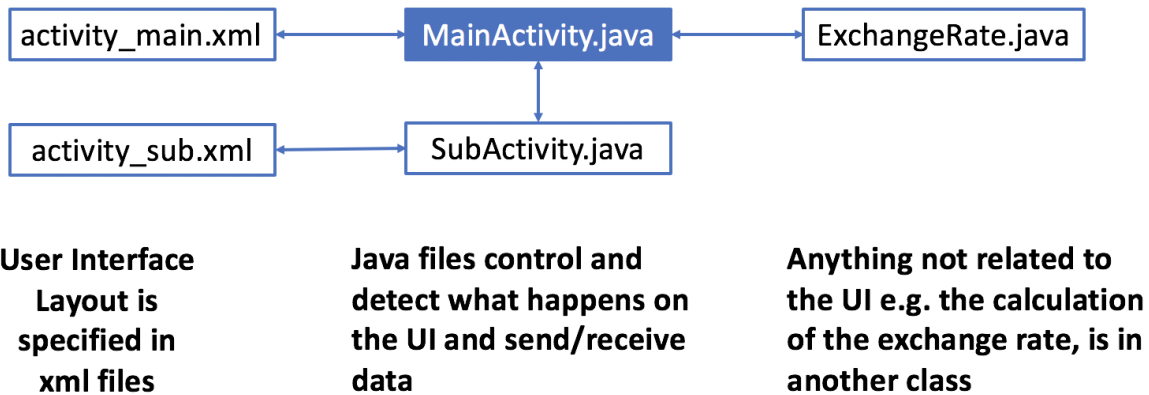 activity_main.xml
MainActivity.java
ExchangeRate.java
activity_sub.xml
SubActivity.java
User Interface
Layout is
specified in
xml files
Java files control and
detect what happens on
the UI and send/receive
data
Anything not related to
the UI e.g. the calculation
of the exchange rate, is in
another class